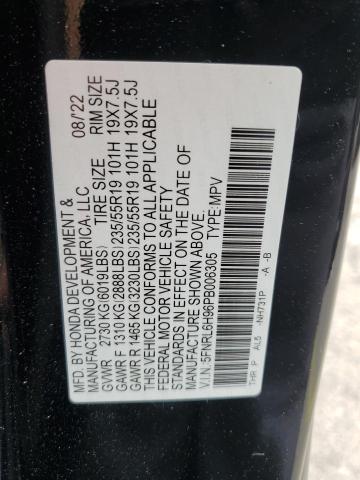 MFD. BY HONDA DEVELOPMENT & 08/'22
MANUFACTURING OF AMERICA, LLC
TIRE SIZE RIM SIZE
GVWR 2730 KG(6019LBS)
GAWR F 1310 KG(2888LBS)235/55R19 101H 19X7.5J
GAWR R 1465 KG(3230LBS)235/55R19 101H 19X7.5J
THIS VEHICLE CONFORMS TO ALL APPLICABLE
FEDERAL MOTOR VEHICLE SAFETY
STANDARDS IN EFFECT ON THE DATE OF
MANUFACTURE SHOWN ABOVE.
V.I.N. 5FNRL6H96PB006305 TYPE:MPV
THR :P AL5 -NH731P -A -B